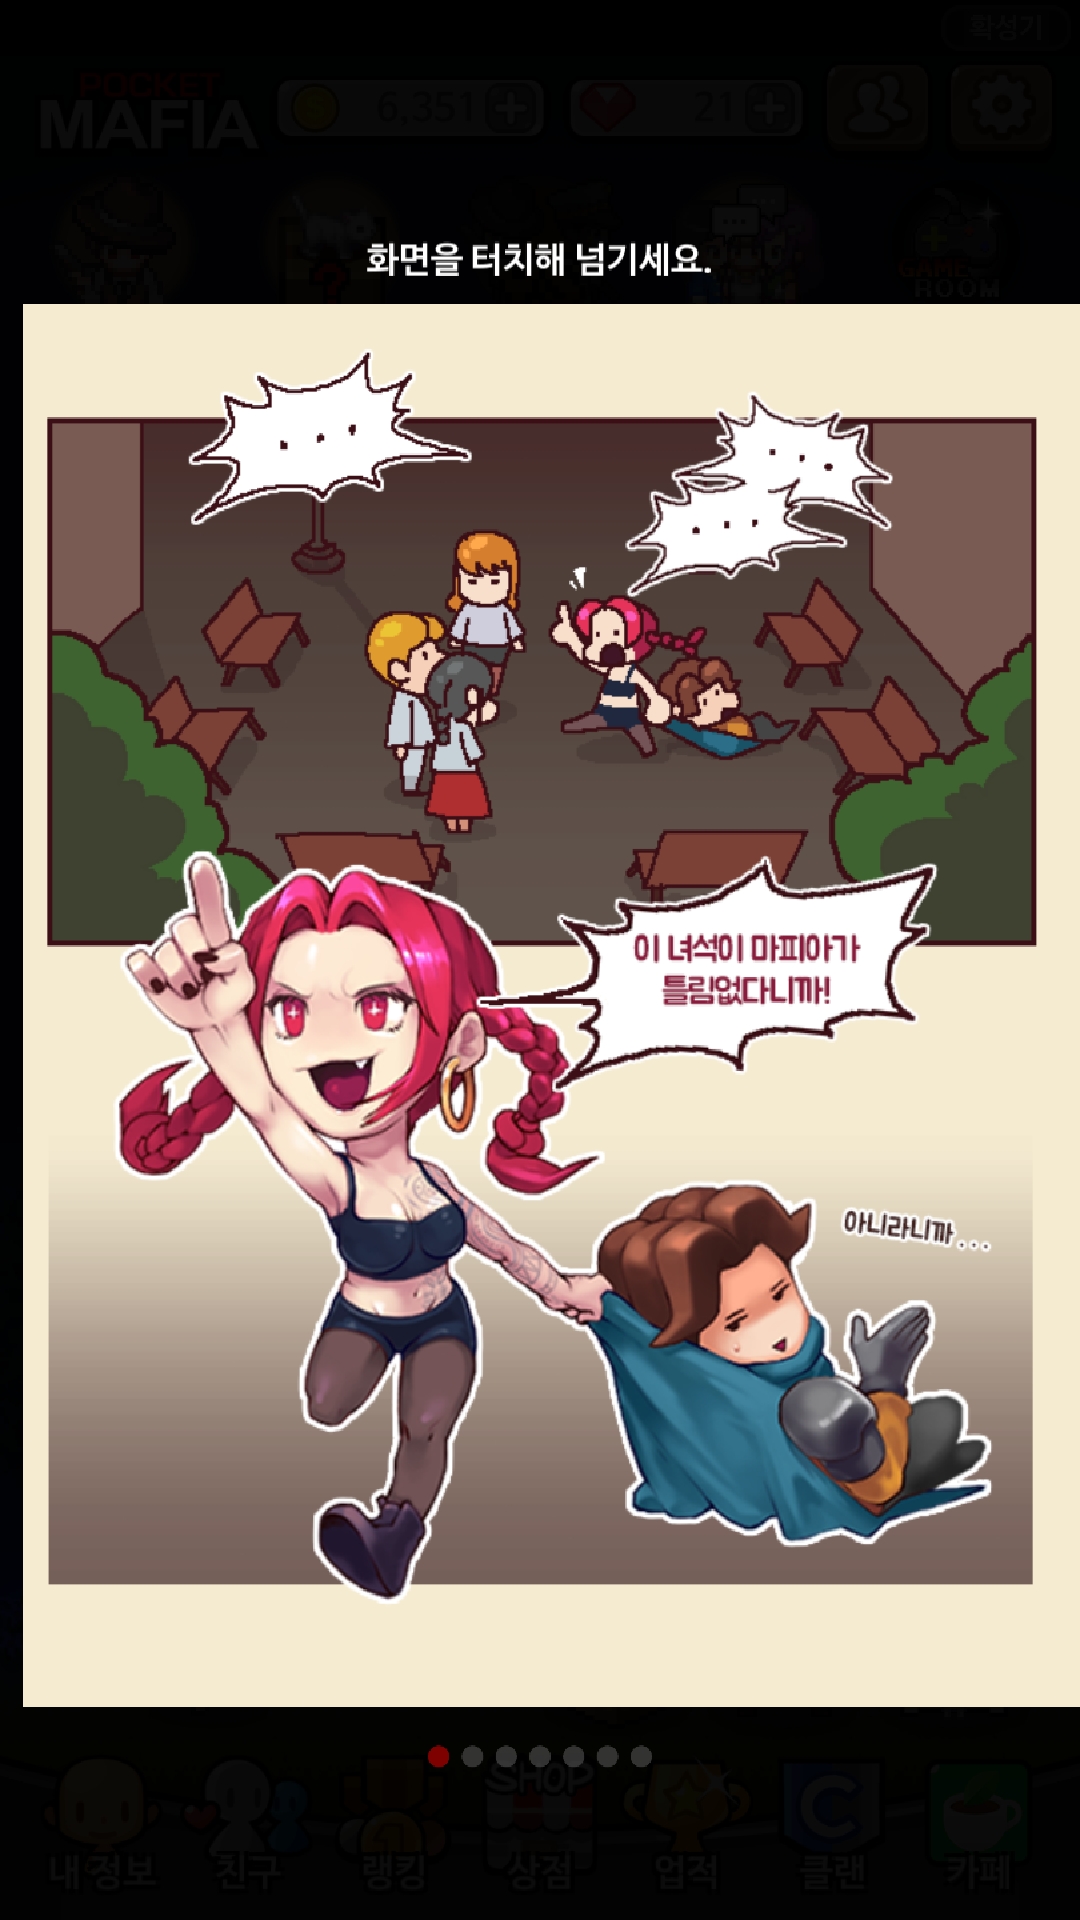 확성기
POCKET
MAFIA
6,351
21
GAME
ROOM
화면을 터치해 넘기세요.
...
...
...
이 녀석이 마피아가
틀림없다니까!
아니라니까...
SHOP
내 정보
친구
랭킹
상점
업적
클랜
카페